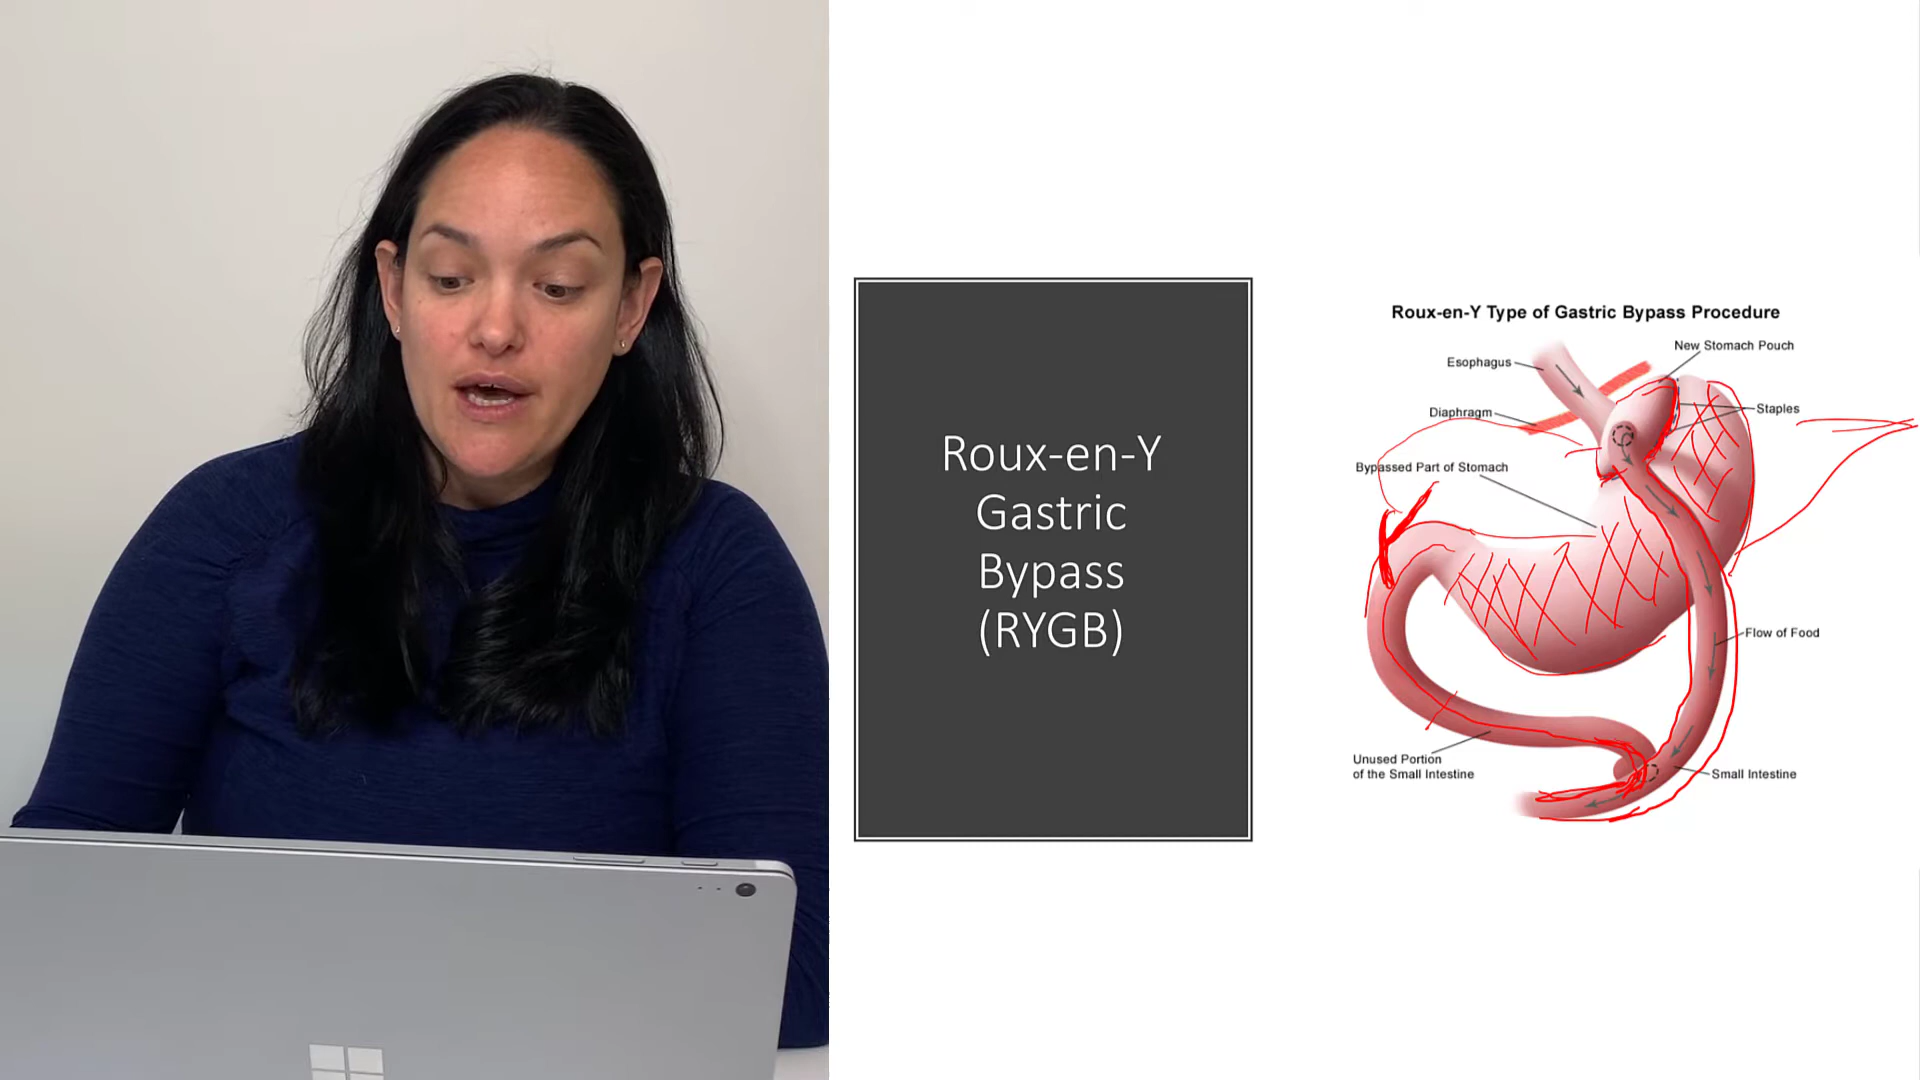 Roux-en-Y
Gastric
Bypass
(RYGB)
Roux-en-Y Type of Gastric Bypass Procedure
New Stomach Pouch
Esophagus
Diaphragm
Staples
Bypassed Part of Stomach
Flow of Food
Unused Portion
of the Small Intestine
Small Intestine